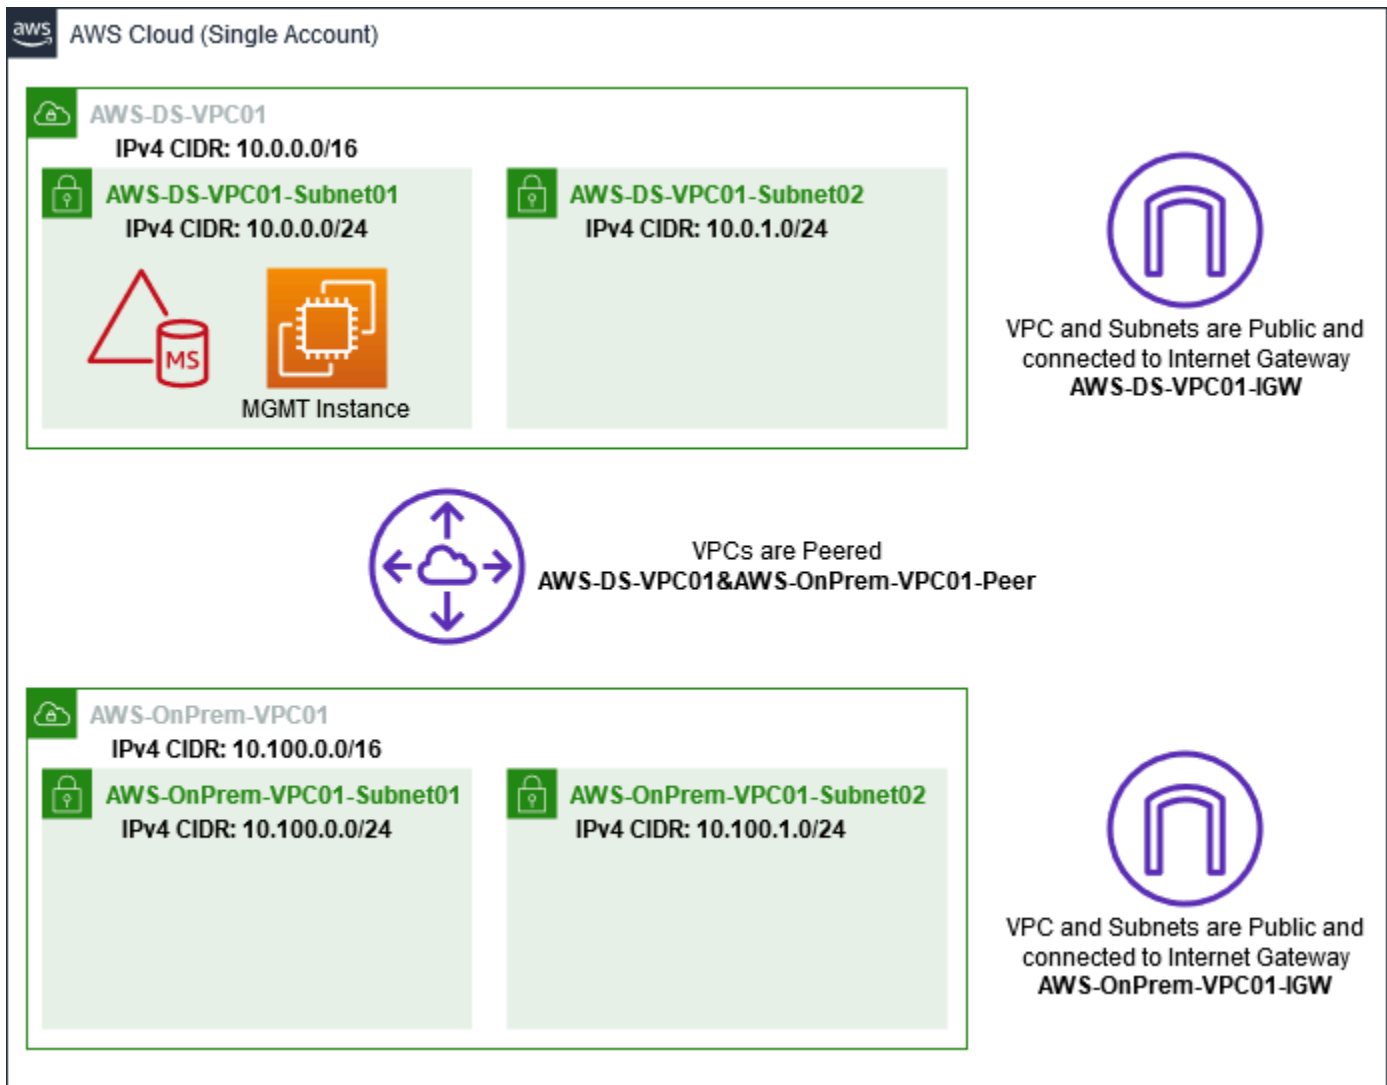 aws
AWS Cloud (Single Account)
AWS-DS-VPC01
IPv4 CIDR: 10.0.0.0/16
AWS-DS-VPC01-Subnet01
IPv4 CIDR: 10.0.0.0/24
MS
MGMT Instance
AWS-DS-VPC01-Subnet02
IPv4 CIDR: 10.0.1.0/24
VPC and Subnets are Public and
connected to Internet Gateway
AWS-DS-VPC01-IGW
VPCs are Peered
AWS-DS-VPC01&AWS-OnPrem-VPC01-Peer
AWS-OnPrem-VPC01
IPv4 CIDR: 10.100.0.0/16
AWS-OnPrem-VPC01-Subnet01
IPv4 CIDR: 10.100.0.0/24
AWS-OnPrem-VPC01-Subnet02
IPv4 CIDR: 10.100.1.0/24
VPC and Subnets are Public and
connected to Internet Gateway
AWS-OnPrem-VPC01-IGW